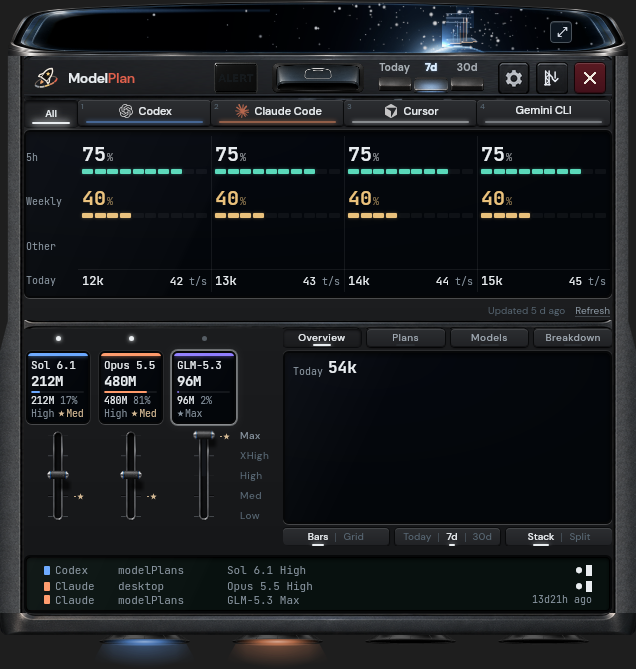 ModelPlan ALERT Today 7d 30d
All 1 Codex 2 Claude Code 3 Cursor 4 Gemini CLI
5h 75% 75% 75% 75%
Weekly 40% 40% 40% 40%
Other
Today 12k 42 t/s 13k 43 t/s 14k 44 t/s 15k 45 t/s
Updated 5 d ago Refresh
Overview Plans Models Breakdown
Sol 6.1 Opus 5.5 GLM-5.3
212M 480M 96M
212M 17% 480M 81% 96M 2%
High ★Med High ★Med ★Max
Today 54k
-★ Max
XHigh
High
-★ -★ Med
Low
Bars | Grid Today | 7d | 30d Stack | Split
Codex modelPlans Sol 6.1 High
Claude desktop Opus 5.5 High
Claude modelPlans GLM-5.3 Max 13d21h ago